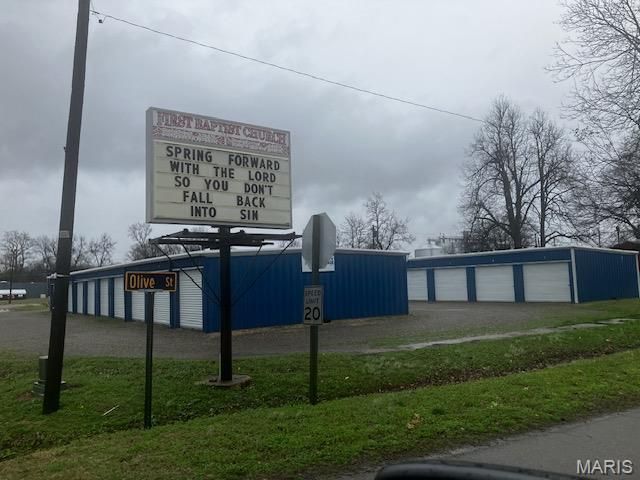 FIRST BAPTIST CHURCH
SPRING FORWARD
WITH THE LORD
SO YOU DON'T
FALL BACK
INTO SIN
Olive St
SPEED
20
MARIS